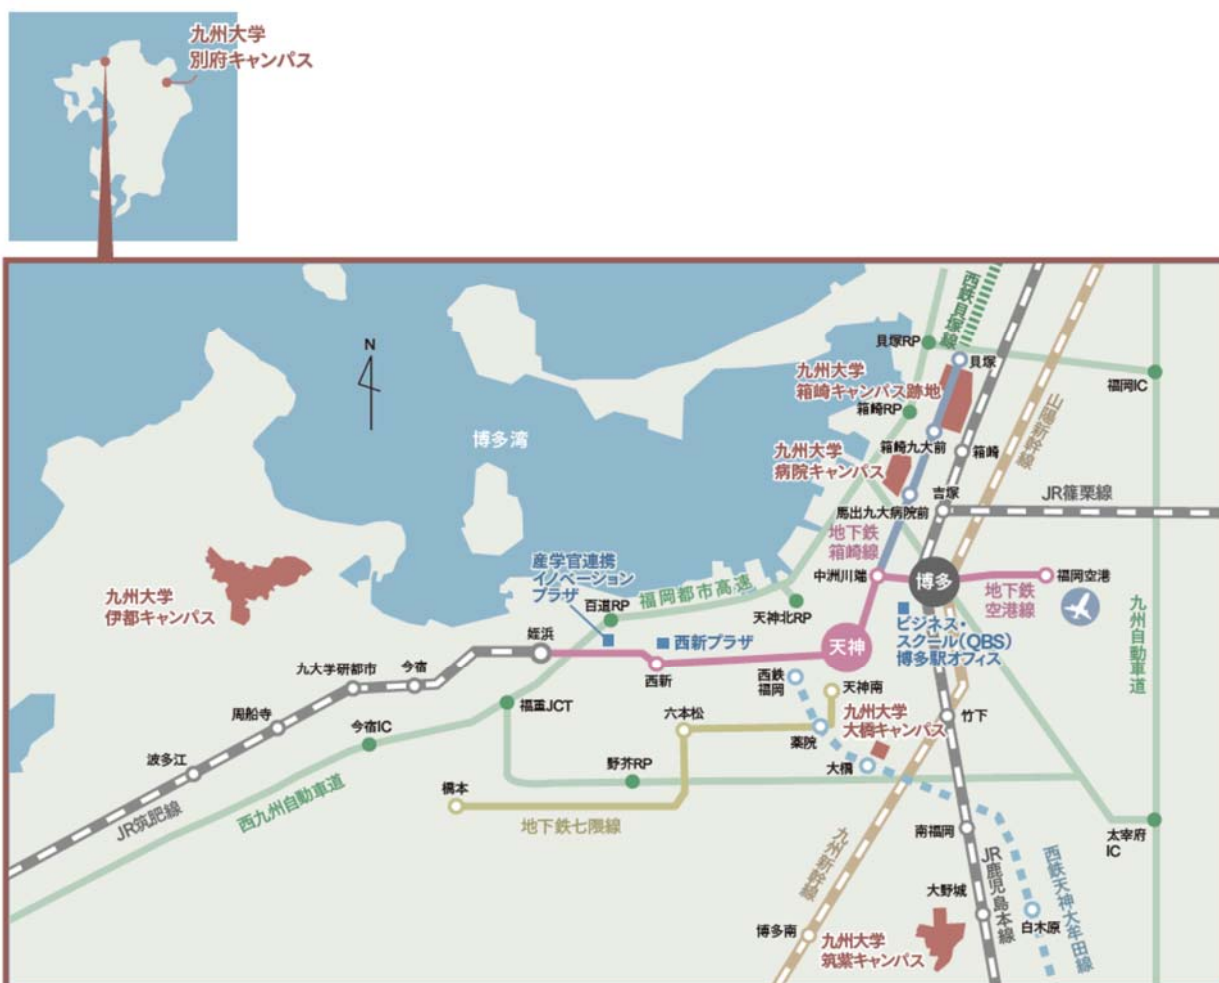 九州大学
別府キャンパス
N
博多湾
西鉄貝塚線
貝塚RP
貝塚
福岡IC
九州大学
箱崎キャンパス跡地
箱崎RP
山陽新幹線
箱崎九大前
箱崎
九州大学
病院キャンパス
吉塚
JR篠栗線
馬出九大病院前
地下鉄
箱崎線
中洲川端
博多
地下鉄
空港線
福岡空港
九州自動車道
産学官連携
イノベーション
プラザ
百道RP
福岡都市高速
天神北RP
ビジネス・
スクール(QBS)
博多駅オフィス
九州大学
伊都キャンパス
姪浜
西新プラザ
天神
西新
九大学研都市
今宿
西鉄
福岡
天神南
周船寺
今宿IC
福重JCT
六本松
九州大学
大橋キャンパス
竹下
薬院
波多江
野芥RP
大橋
橋本
JR筑肥線
西九州自動車道
地下鉄七隈線
九州新幹線
南福岡
太宰府
IC
JR鹿児島本線
西鉄天神大牟田線
大野城
白木原
博多南
九州大学
筑紫キャンパス